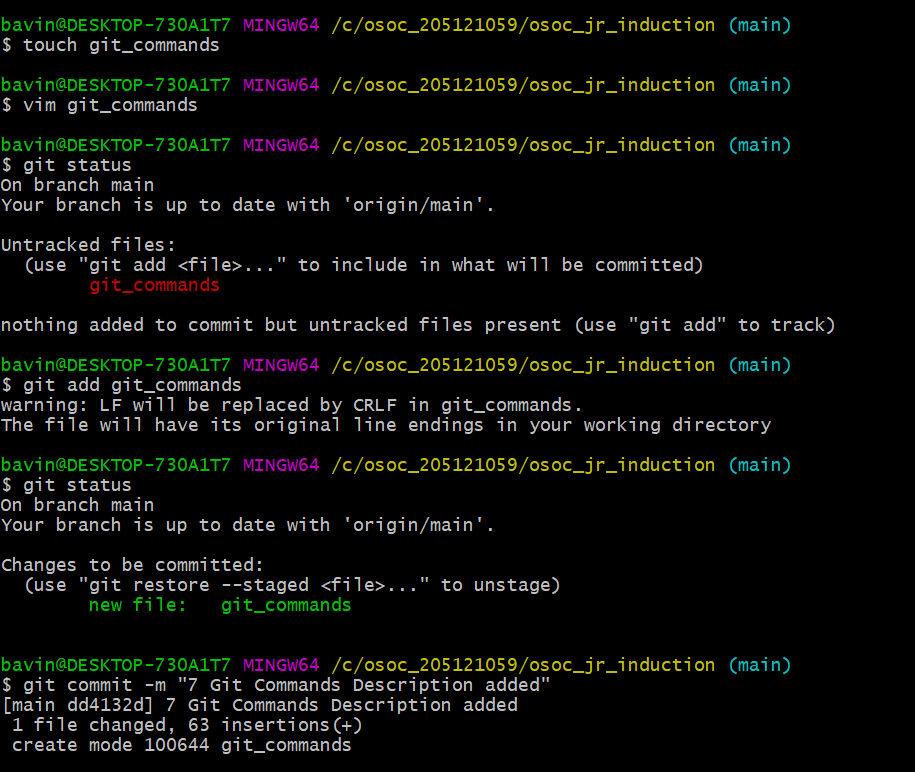 bavin@DESKTOP-730A1T7 MINGW64 /c/osoc_205121059/osoc_jr_induction (main)
$ touch git_commands
bavin@DESKTOP-730A1T7 MINGW64 /c/osoc_205121059/osoc_jr_induction (main)
$ vim git_commands
bavin@DESKTOP-730A1T7 MINGW64 /c/osoc_205121059/osoc_jr_induction (main)
$ git status
On branch main
Your branch is up to date with 'origin/main'.
Untracked files:
  (use "git add <file>..." to include in what will be committed)
        git_commands
nothing added to commit but untracked files present (use "git add" to track)
bavin@DESKTOP-730A1T7 MINGW64 /c/osoc_205121059/osoc_jr_induction (main)
$ git add git_commands
warning: LF will be replaced by CRLF in git_commands.
The file will have its original line endings in your working directory
bavin@DESKTOP-730A1T7 MINGW64 /c/osoc_205121059/osoc_jr_induction (main)
$ git status
On branch main
Your branch is up to date with 'origin/main'.
Changes to be committed:
  (use "git restore --staged <file>..." to unstage)
        new file:   git_commands
bavin@DESKTOP-730A1T7 MINGW64 /c/osoc_205121059/osoc_jr_induction (main)
$ git commit -m "7 Git Commands Description added"
[main dd4132d] 7 Git Commands Description added
 1 file changed, 63 insertions(+)
 create mode 100644 git_commands